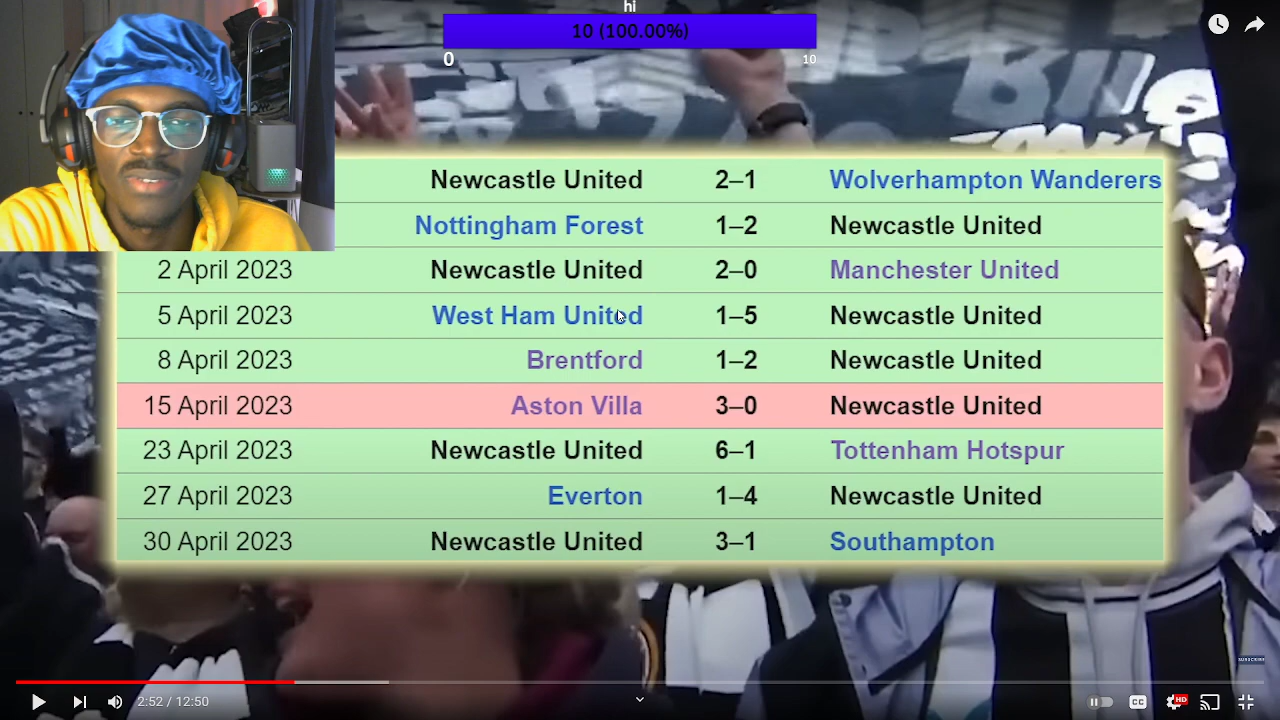 hi
10 (100.00%)
0 10
Newcastle United 2–1 Wolverhampton Wanderers
Nottingham Forest 1–2 Newcastle United
2 April 2023 Newcastle United 2–0 Manchester United
5 April 2023 West Ham United 1–5 Newcastle United
8 April 2023 Brentford 1–2 Newcastle United
15 April 2023 Aston Villa 3–0 Newcastle United
23 April 2023 Newcastle United 6–1 Tottenham Hotspur
27 April 2023 Everton 1–4 Newcastle United
30 April 2023 Newcastle United 3–1 Southampton
SUBSCRIBE
2:52 / 12:50
CC
HD